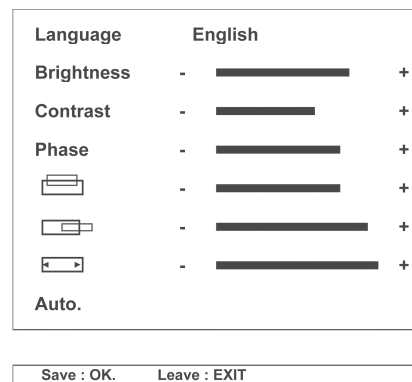 Language English
Brightness - +
Contrast - +
Phase - +
- +
- +
- +
Auto.
Save : OK. Leave : EXIT